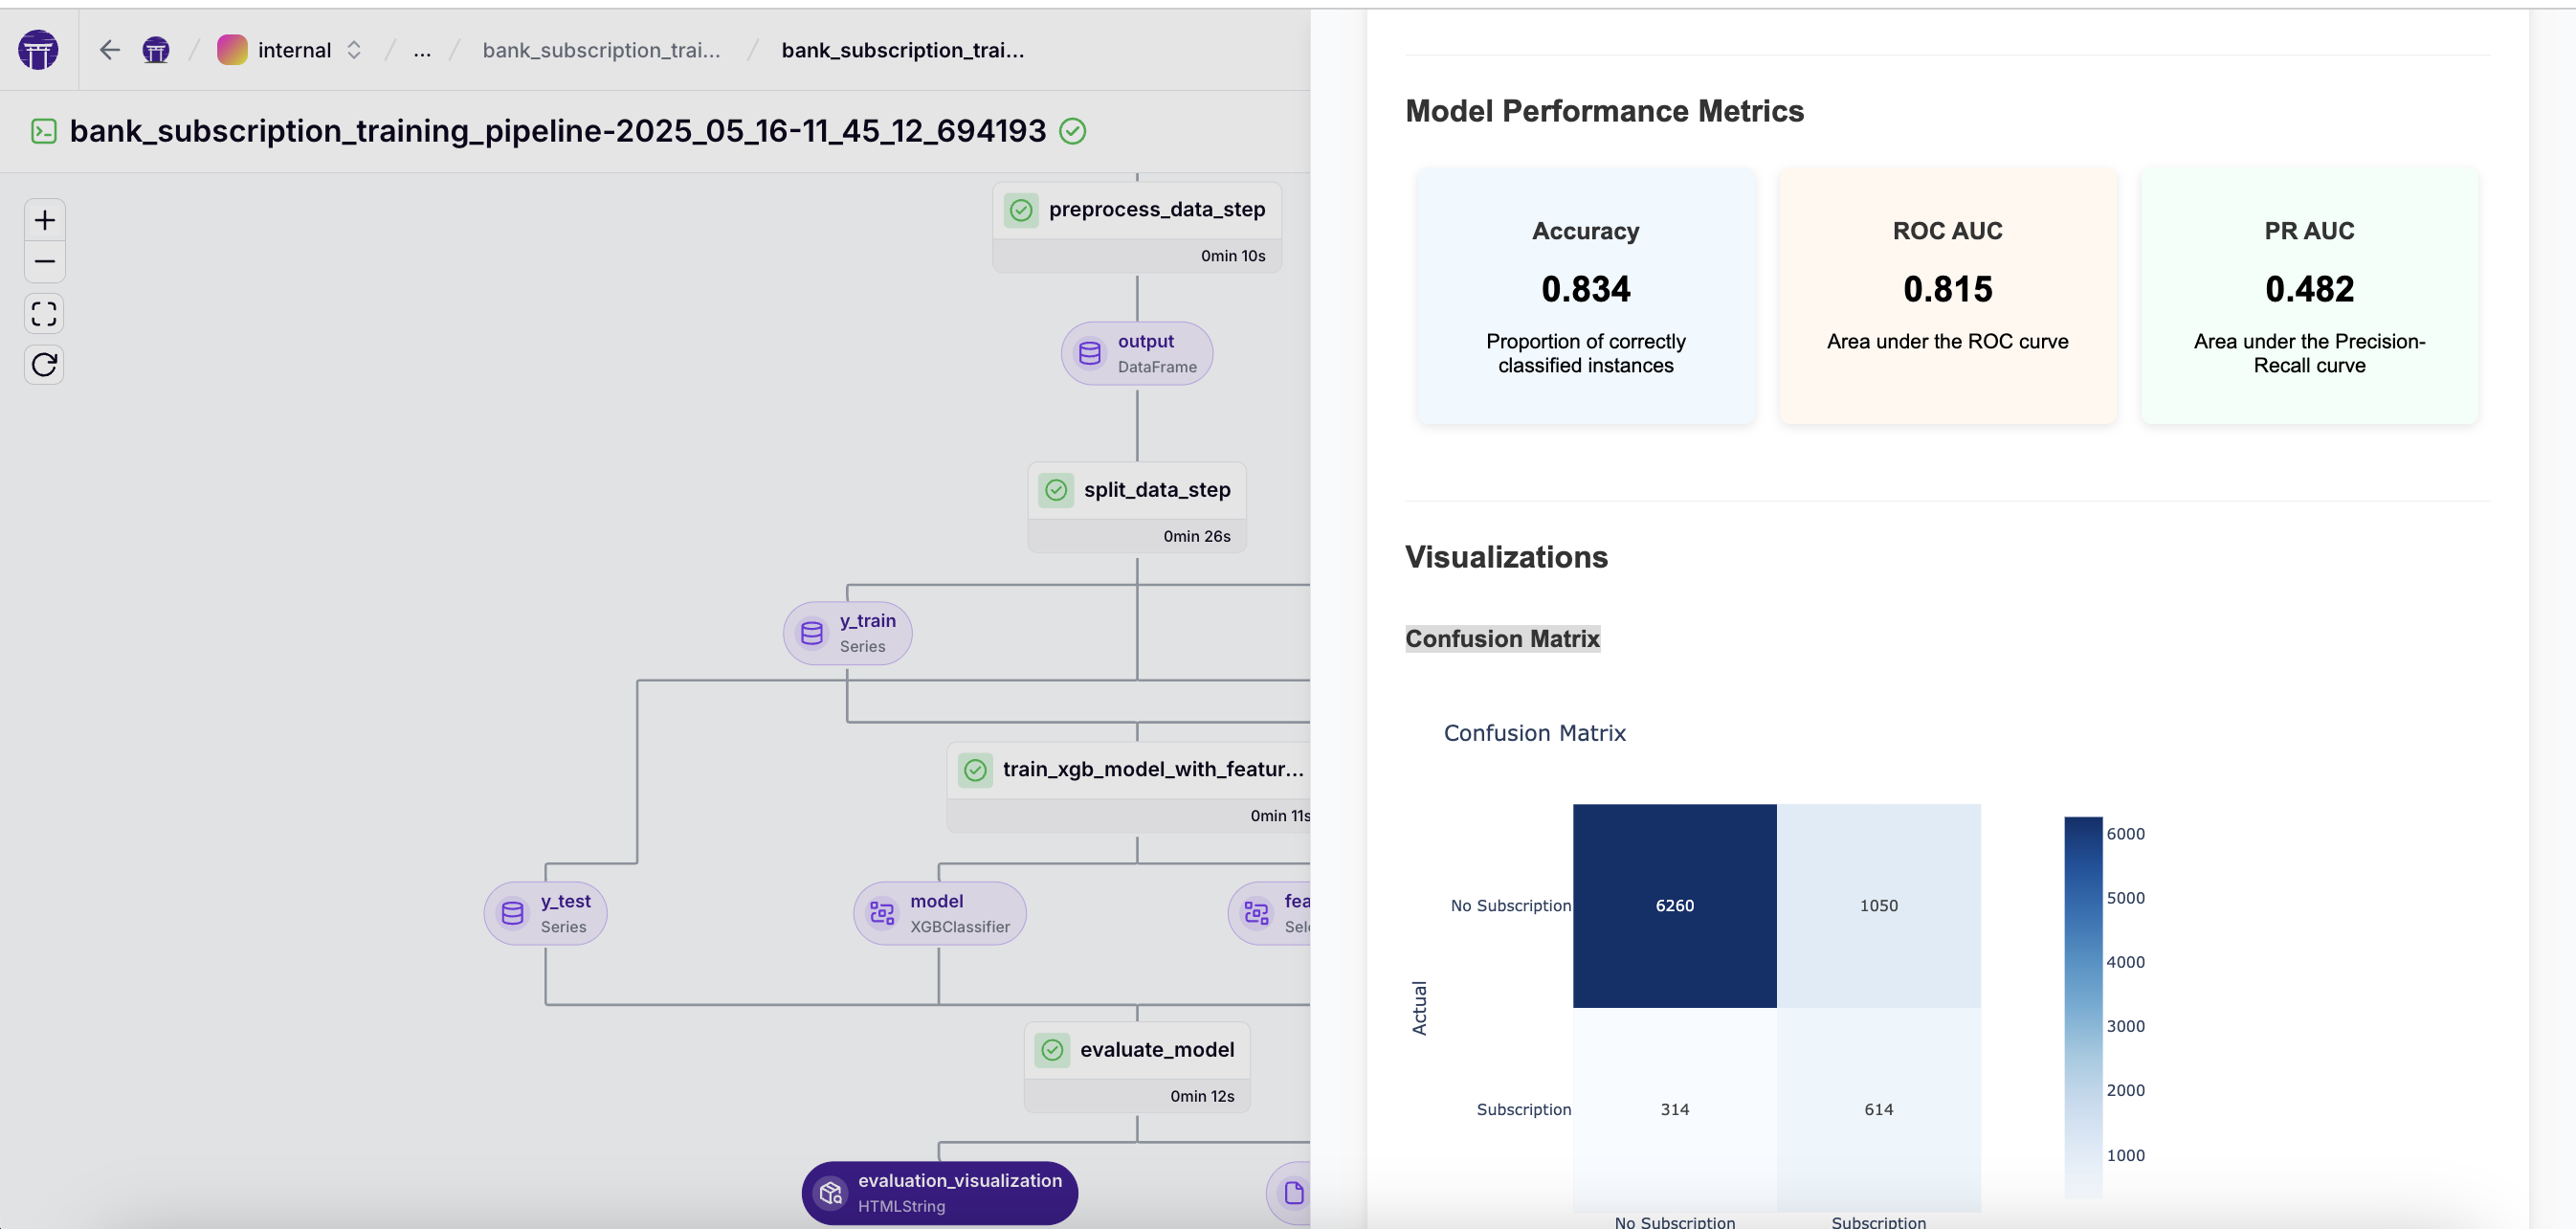 internal
...
bank_subscription_trai...
bank_subscription_trai...
bank_subscription_training_pipeline-2025_05_16-11_45_12_694193
preprocess_data_step
0min 10s
output
DataFrame
split_data_step
0min 26s
y_train
Series
train_xgb_model_with_featur...
0min 11s
y_test
Series
model
XGBClassifier
fea
Sel
evaluate_model
0min 12s
evaluation_visualization
HTMLString
Model Performance Metrics
Accuracy
0.834
Proportion of correctly
classified instances
ROC AUC
0.815
Area under the ROC curve
PR AUC
0.482
Area under the Precision-
Recall curve
Visualizations
Confusion Matrix
Confusion Matrix
No Subscription
6260
1050
Actual
Subscription
314
614
No Subscription
Subscription
6000
5000
4000
3000
2000
1000